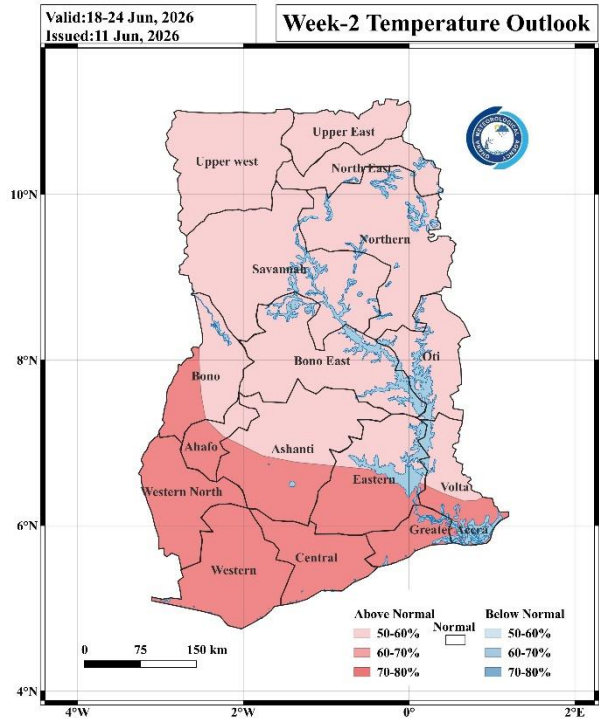 Valid:18-24 Jun, 2026
Issued:11 Jun, 2026
Week-2 Temperature Outlook
GHANA METEOROLOGICAL AGENCY
Upper East
Upper west
North East
10°N
Northern
Savannah
8°N
Bono East
Oti
Bono
Ahafo
Ashanti
Western North
Eastern
Volta
6°N
Greater Accra
Western
Central
Above Normal
Normal
Below Normal
50-60%
50-60%
60-70%
60-70%
70-80%
70-80%
0 75 150 km
4°N
4°W
2°W
0°
2°E